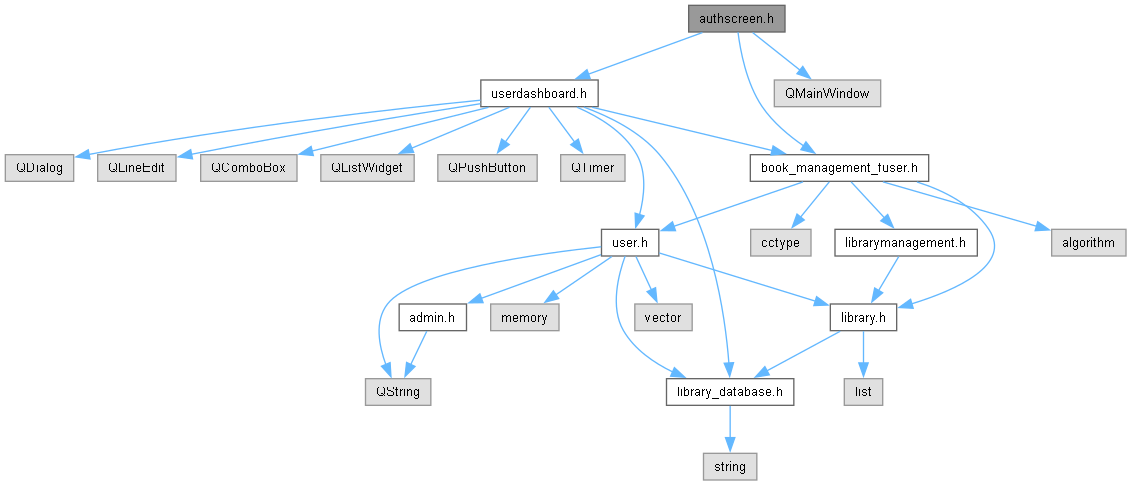 authscreen.h
userdashboard.h
QMainWindow
QDialog
QLineEdit
QComboBox
QListWidget
QPushButton
QTimer
book_management_fuser.h
user.h
cctype
librarymanagement.h
algorithm
admin.h
memory
vector
library.h
QString
library_database.h
list
string